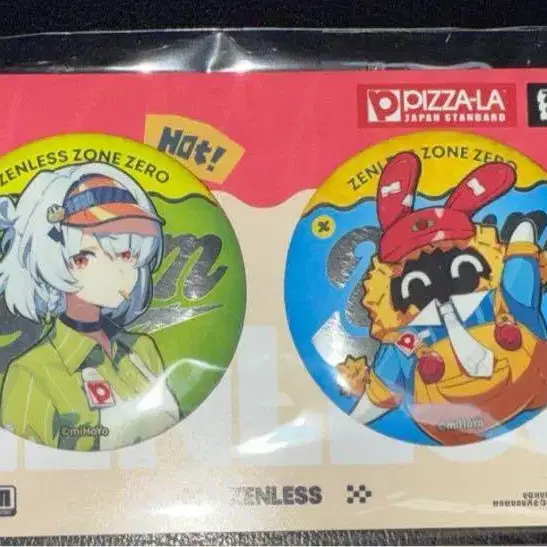 PIZZA-LA
JAPAN STANDARD
Hot!
ZENLESS ZONE ZERO
ZENLESS ZONE ZERO
©miHoYo
©miHoYo
ZENLESS